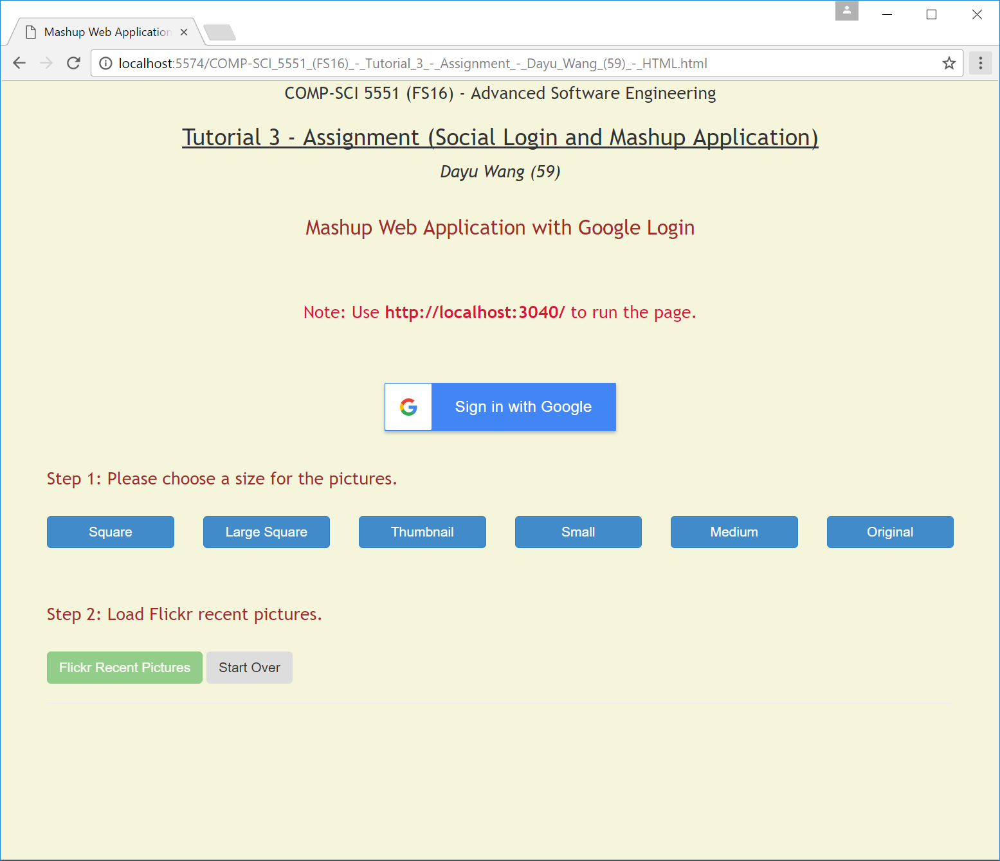 Mashup Web Application
localhost:5574/COMP-SCI_5551_(FS16)_-_Tutorial_3_-_Assignment_-_Dayu_Wang_(59)_-_HTML.html
COMP-SCI 5551 (FS16) - Advanced Software Engineering
Tutorial 3 - Assignment (Social Login and Mashup Application)
Dayu Wang (59)
Mashup Web Application with Google Login
Note: Use http://localhost:3040/ to run the page.
Sign in with Google
Step 1: Please choose a size for the pictures.
Square Large Square Thumbnail Small Medium Original
Step 2: Load Flickr recent pictures.
Flickr Recent Pictures Start Over